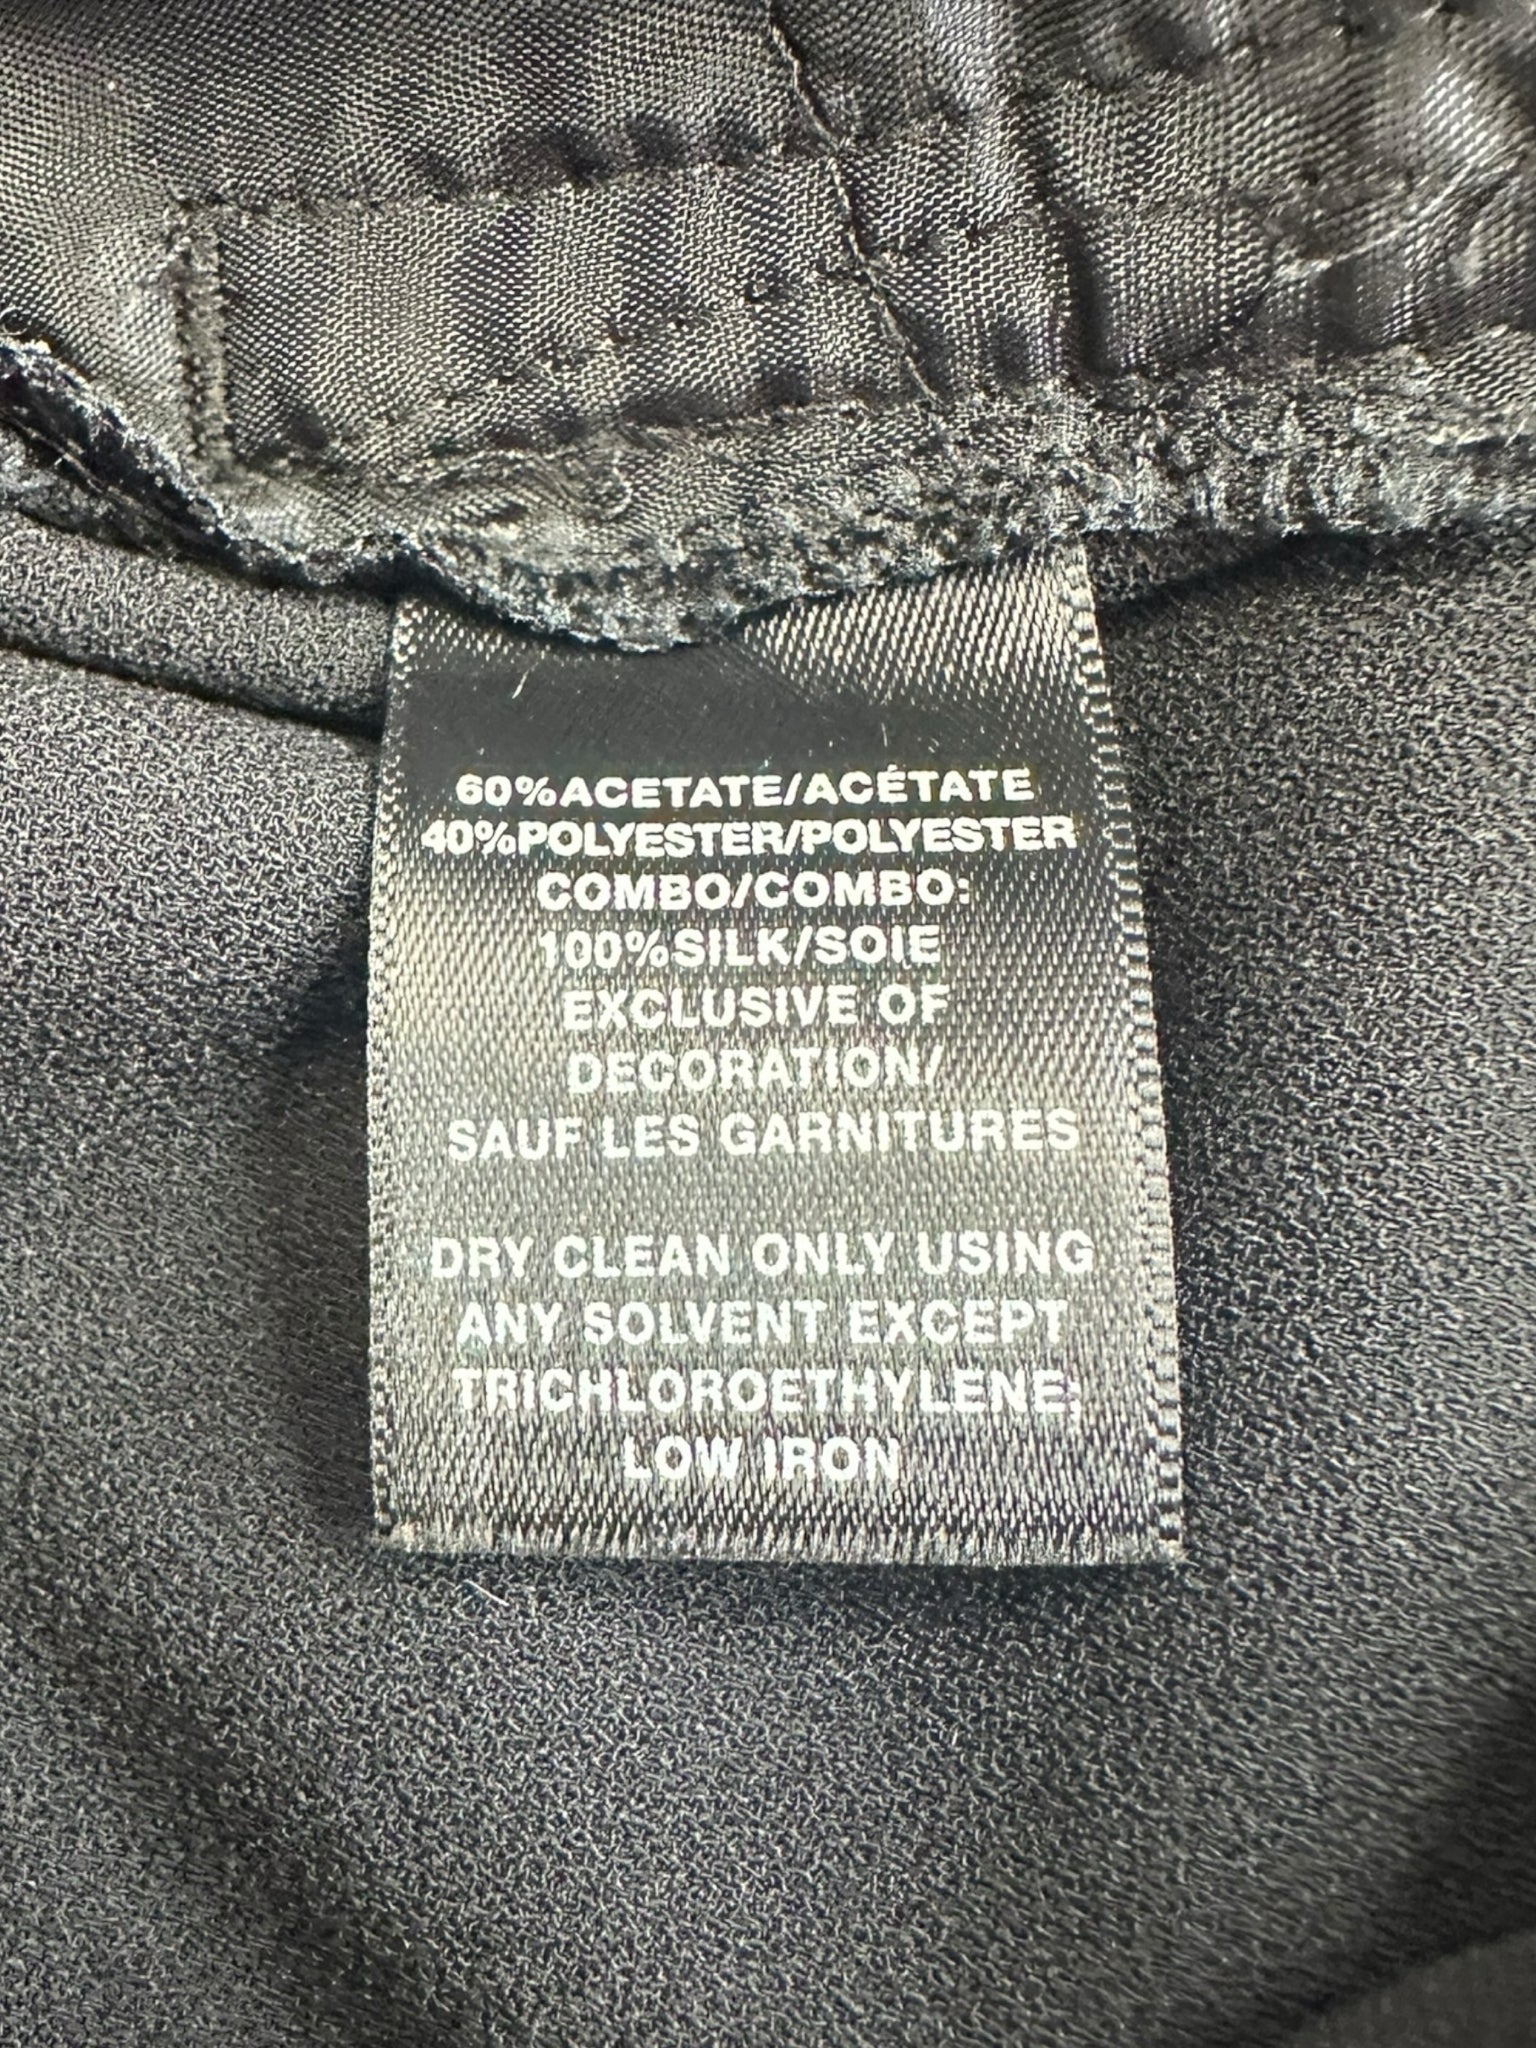 60%ACETATE/ACÉTATE
40%POLYESTER/POLYESTER
COMBO/COMBO:
100%SILK/SOIE
EXCLUSIVE OF
DECORATION/
SAUF LES GARNITURES
DRY CLEAN ONLY USING
ANY SOLVENT EXCEPT
TRICHLOROETHYLENE;
LOW IRON